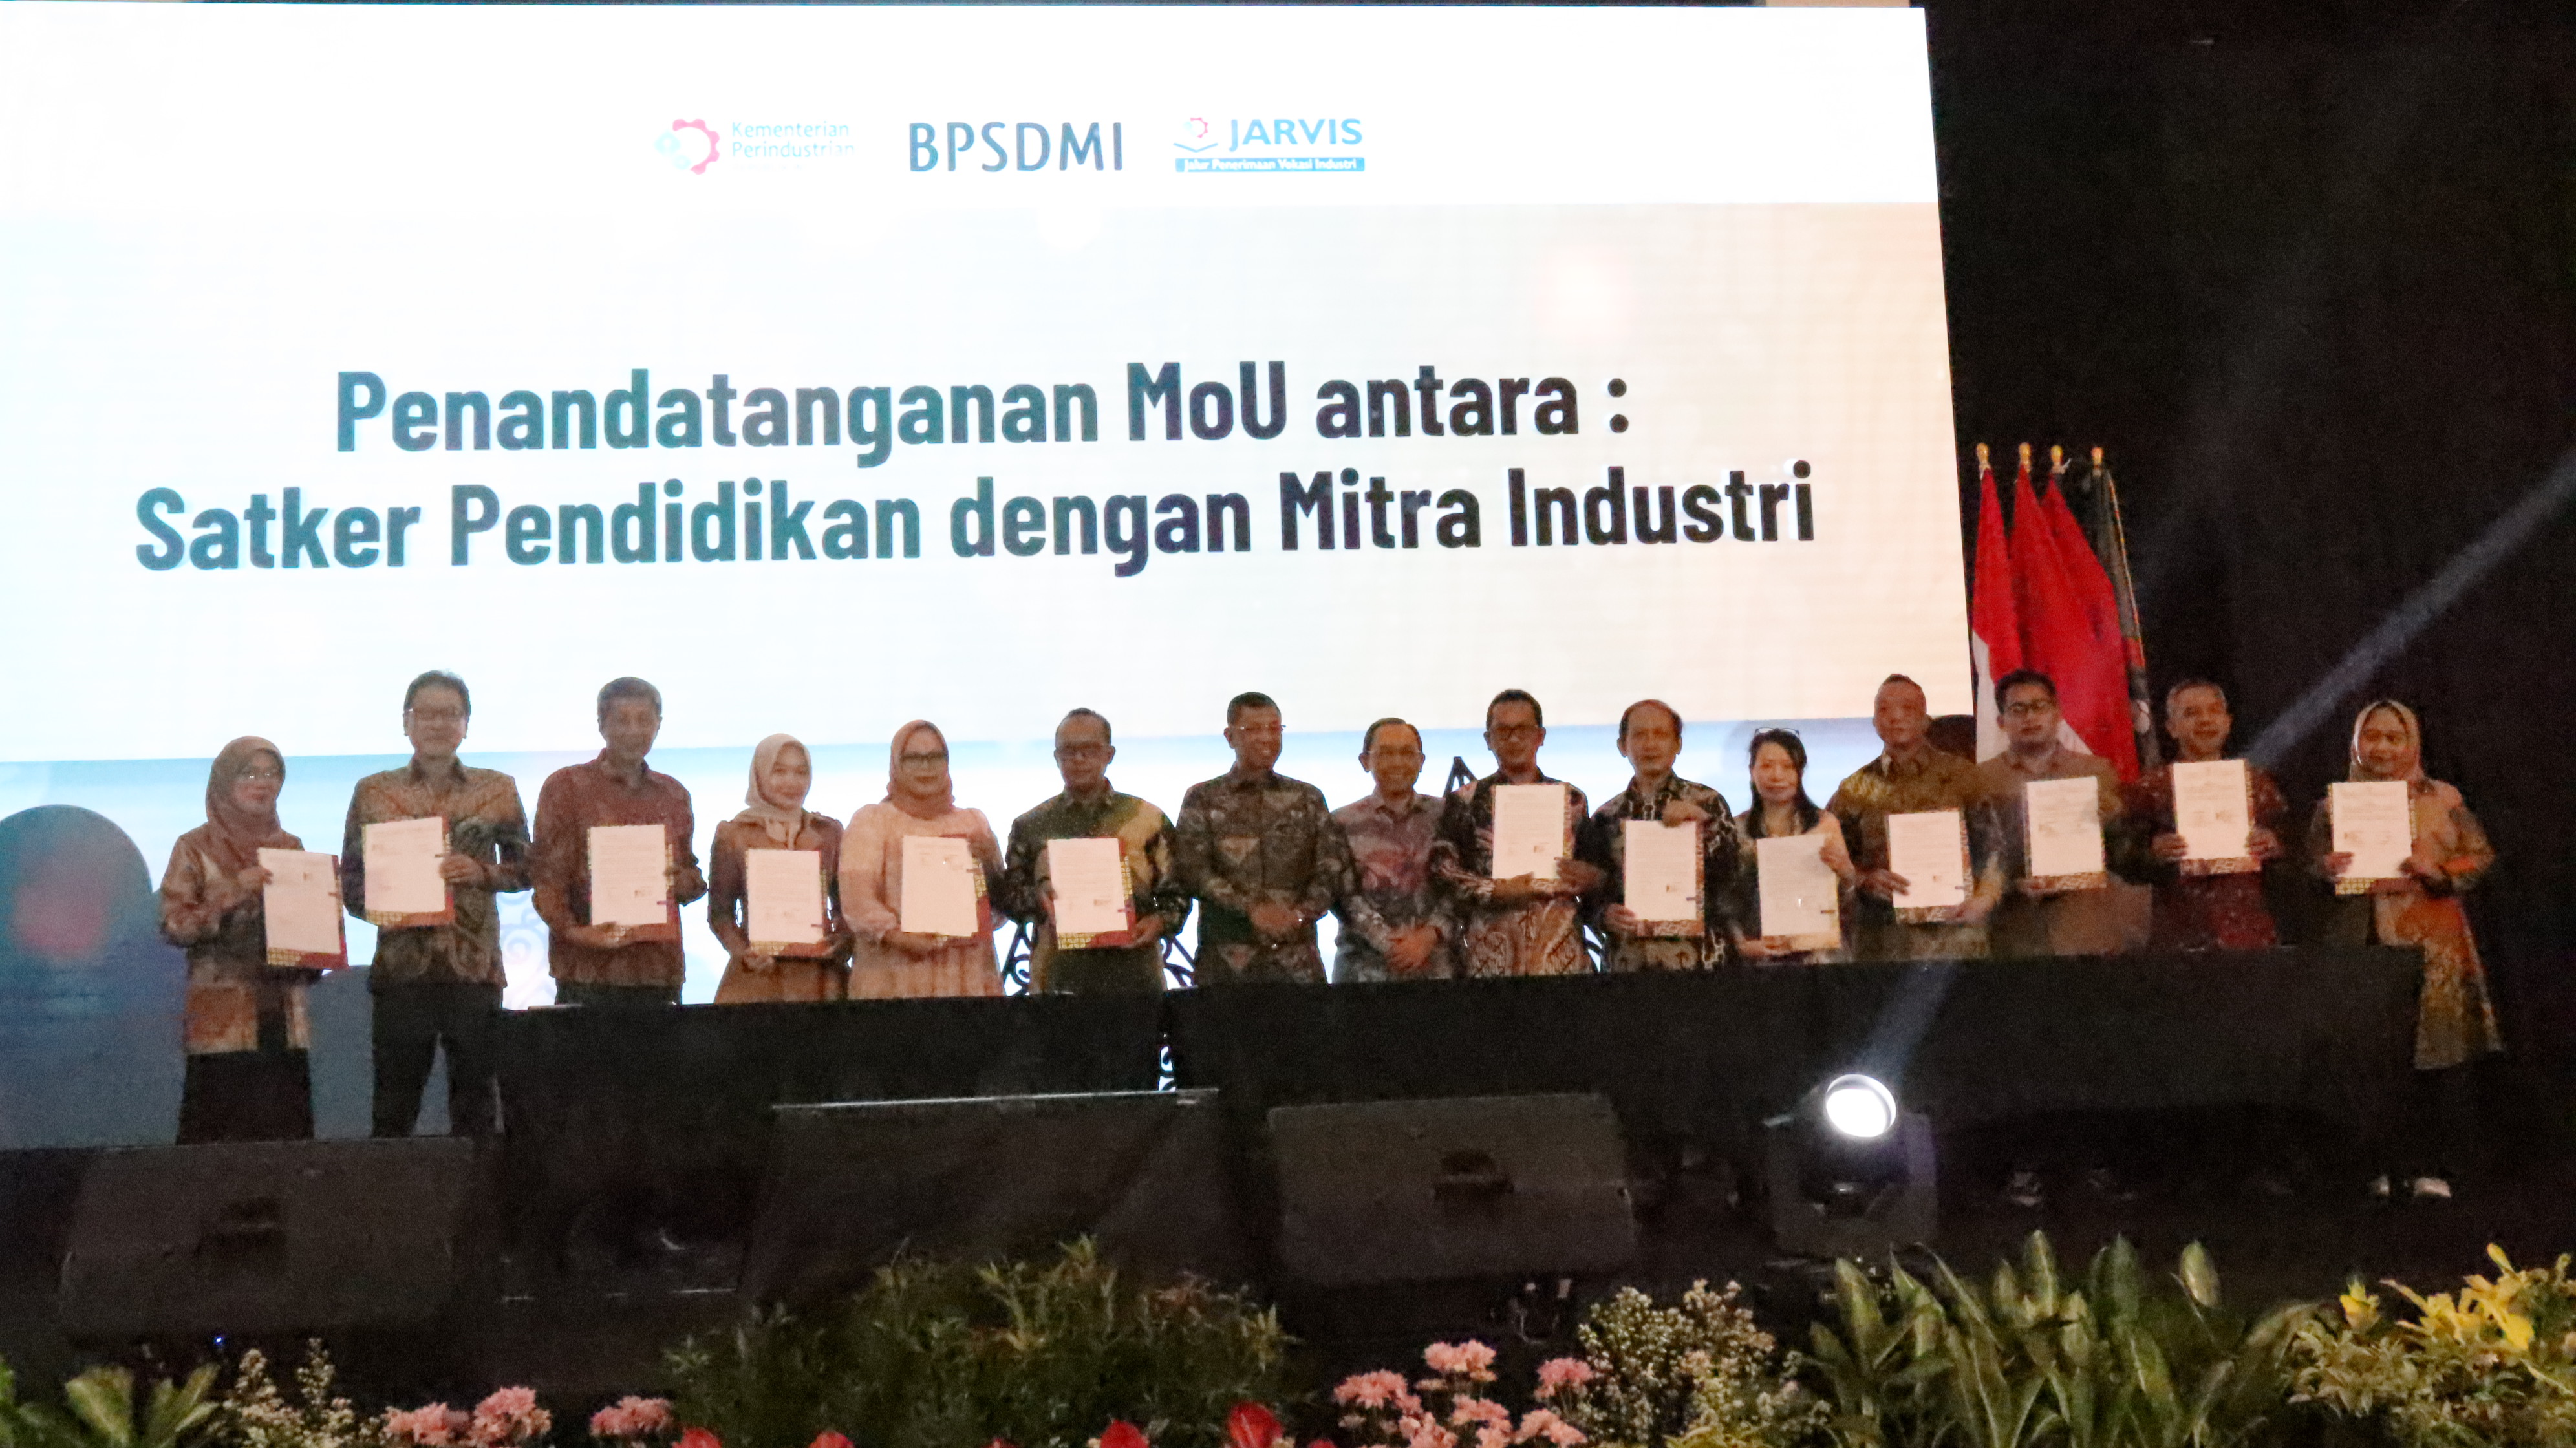 Kementerian
Perindustrian
BPSDMI
JARVIS
Jalur Penerimaan Vokasi Industri
Penandatanganan MoU antara :
Satker Pendidikan dengan Mitra Industri